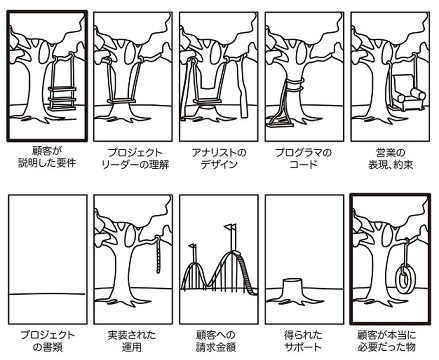 顧客が
説明した要件
プロジェクト
リーダーの理解
アナリストの
デザイン
プログラマの
コード
営業の
表現、約束
プロジェクト
の書類
実装された
運用
顧客への
請求金額
得られた
サポート
顧客が本当に
必要だった物